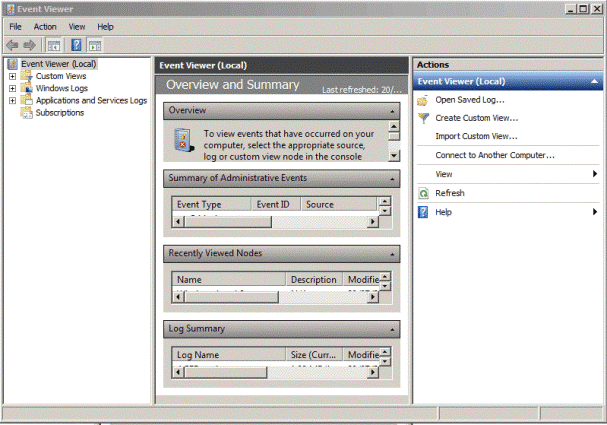 Event Viewer
File Action View Help
Event Viewer (Local)
Custom Views
Windows Logs
Applications and Services Logs
Subscriptions
Event Viewer (Local)
Overview and Summary Last refreshed: 20/...
Overview
To view events that have occurred on your
computer, select the appropriate source,
log or custom view node in the console
Summary of Administrative Events
Event Type Event ID Source
Recently Viewed Nodes
Name Description Modifie
Log Summary
Log Name Size (Curr... Modifie
Actions
Event Viewer (Local)
Open Saved Log...
Create Custom View...
Import Custom View...
Connect to Another Computer...
View
Refresh
Help